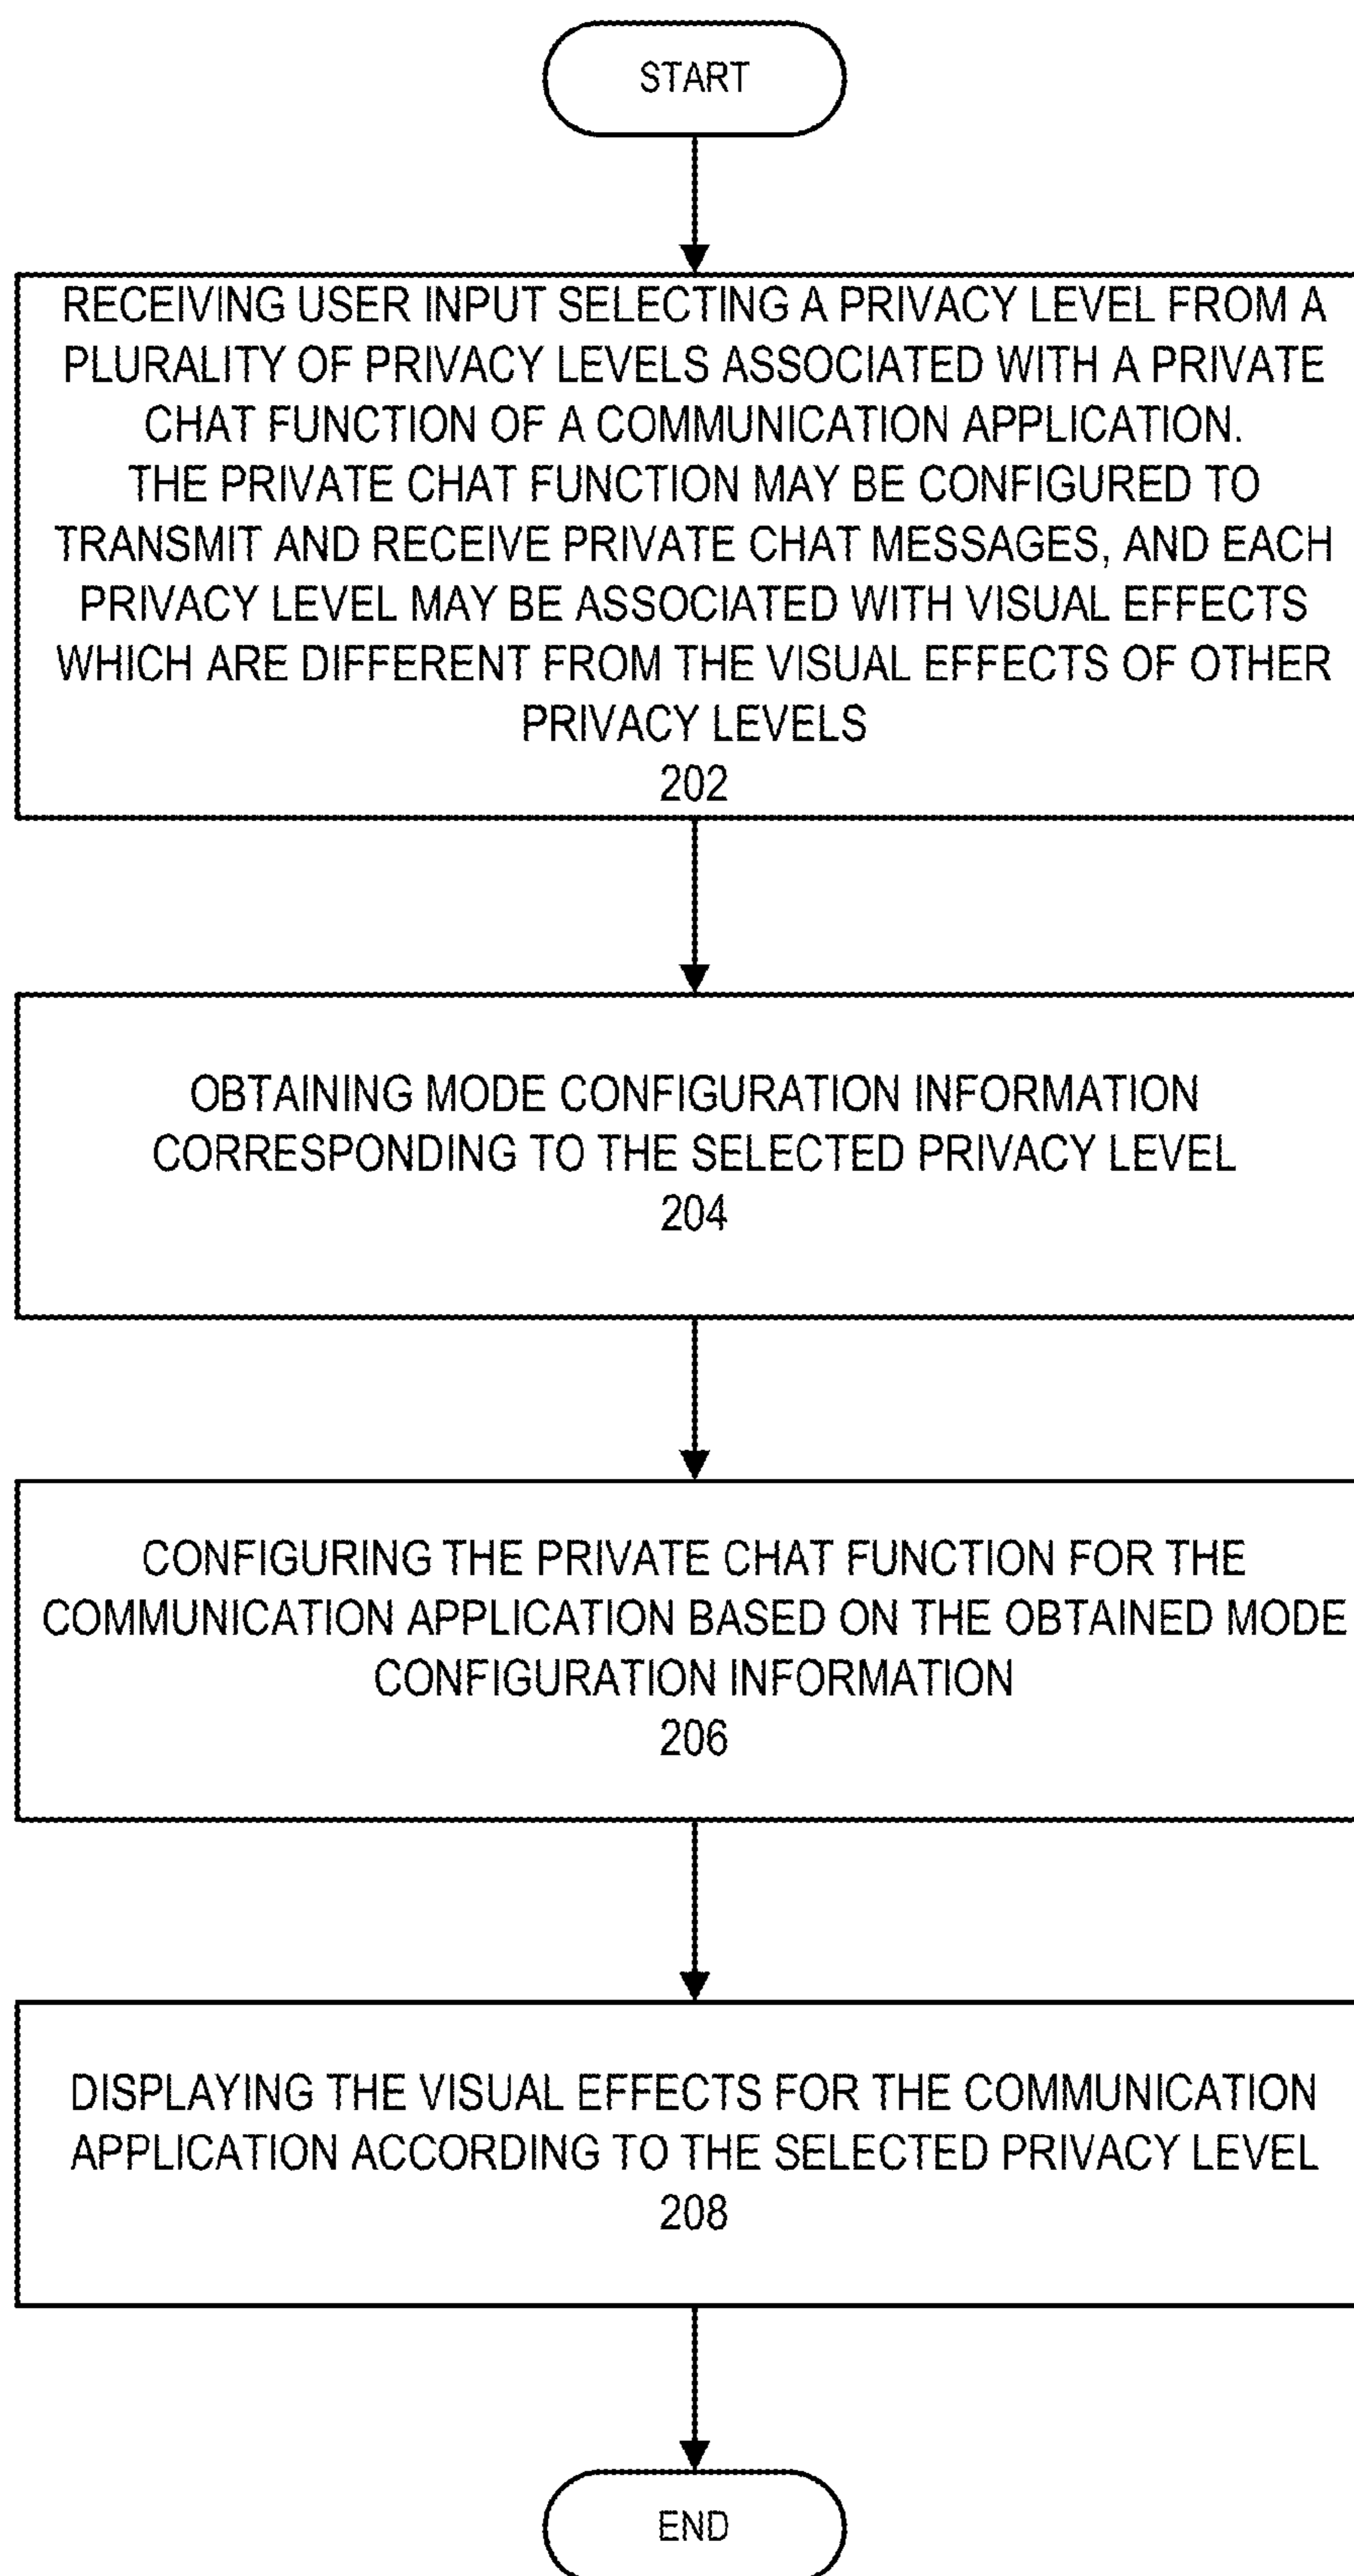 START
RECEIVING USER INPUT SELECTING A PRIVACY LEVEL FROM A
PLURALITY OF PRIVACY LEVELS ASSOCIATED WITH A PRIVATE
CHAT FUNCTION OF A COMMUNICATION APPLICATION.
THE PRIVATE CHAT FUNCTION MAY BE CONFIGURED TO
TRANSMIT AND RECEIVE PRIVATE CHAT MESSAGES, AND EACH
PRIVACY LEVEL MAY BE ASSOCIATED WITH VISUAL EFFECTS
WHICH ARE DIFFERENT FROM THE VISUAL EFFECTS OF OTHER
PRIVACY LEVELS
202
OBTAINING MODE CONFIGURATION INFORMATION
CORRESPONDING TO THE SELECTED PRIVACY LEVEL
204
CONFIGURING THE PRIVATE CHAT FUNCTION FOR THE
COMMUNICATION APPLICATION BASED ON THE OBTAINED MODE
CONFIGURATION INFORMATION
206
DISPLAYING THE VISUAL EFFECTS FOR THE COMMUNICATION
APPLICATION ACCORDING TO THE SELECTED PRIVACY LEVEL
208
END